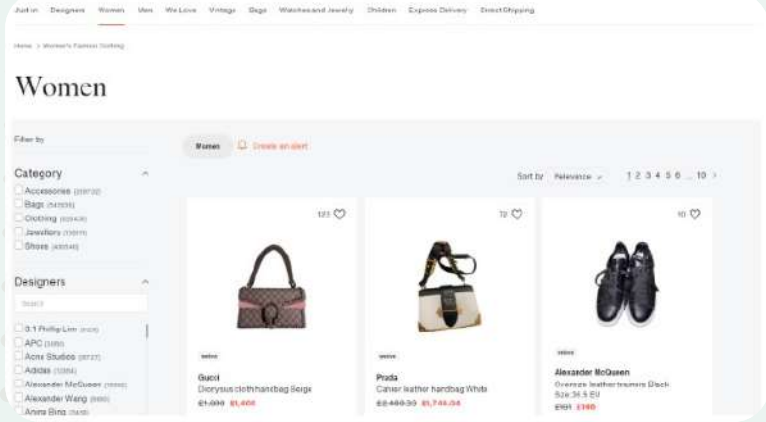 Just in Designers Women Men We Love Vintage Bags Watches and Jewelry Children Express Delivery Direct Shipping
Home > Women's Fashion Clothing
Women
Filter by
Women Create an alert
Sort by Relevance 1 2 3 4 5 6 ... 19 >
Category
Accessories
Bags
Clothing
Jewellery
Shoes
Designers
Search
3.1 Phillip Lim
APC
Acne Studios
Adidas
Alexander McQueen
Alexander Wang
Anine Bing
123
Gucci
Dionysus cloth handbag Beige
72
Prada
Cahier leather handbag White
10
Alexander McQueen
Oversize leather trainers Black
Size:36.5 EU